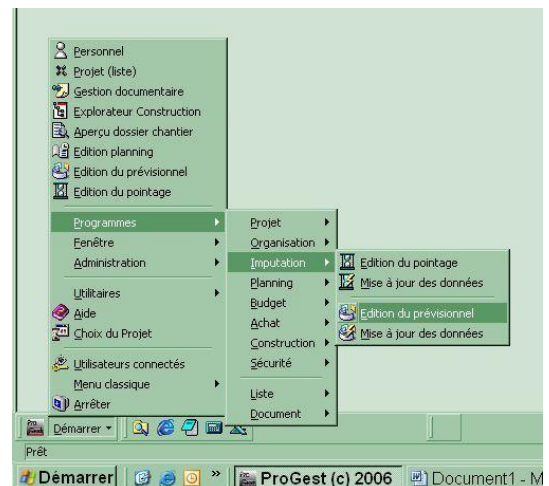 Personnel
Projet (liste)
Gestion documentaire
Explorateur Construction
Aperçu dossier chantier
Edition planning
Edition du prévisionnel
Edition du pointage
Programmes
Fenêtre
Administration
Utilitaires
Aide
Choix du Projet
Utilisateurs connectés
Menu classique
Arrêter
Projet
Organisation
Imputation
Planning
Budget
Achat
Construction
Sécurité
Liste
Document
Edition du pointage
Mise à jour des données
Edition du prévisionnel
Mise à jour des données
Démarrer
Prêt
Démarrer » ProGest (c) 2006 Document1 - M